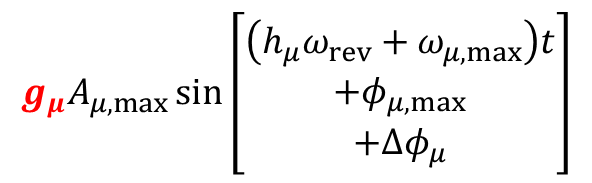 (h_μ ω_rev + ω_μ,max)t
g_μ A_μ,max sin +ϕ_μ,max
+Δϕ_μ